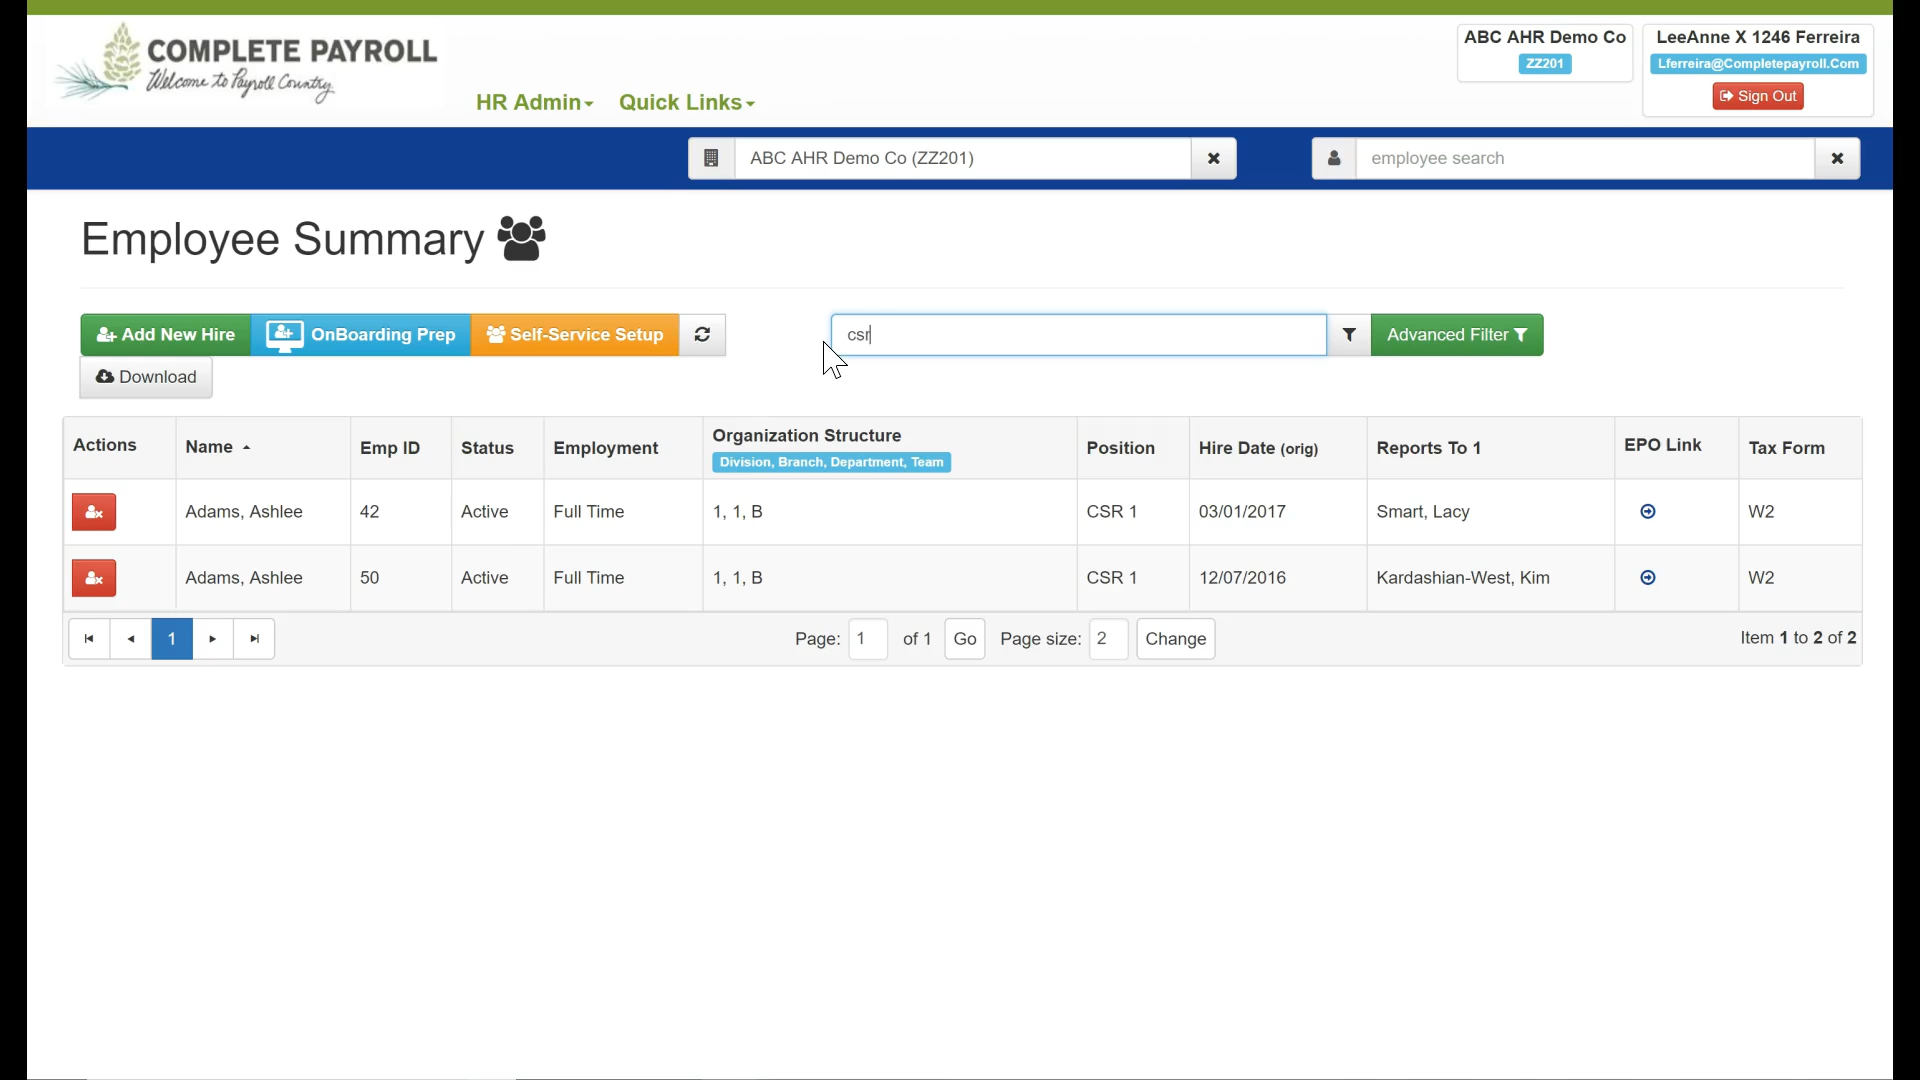 COMPLETE PAYROLL
Welcome to Payroll Country.
HR Admin
Quick Links
ABC AHR Demo Co
ZZ201
LeeAnne X 1246 Ferreira
Lferreira@Completepayroll.Com
Sign Out
ABC AHR Demo Co (ZZ201)
employee search
Employee Summary
Add New Hire
OnBoarding Prep
Self-Service Setup
csr
Advanced Filter
Download
Actions
Name
Emp ID
Status
Employment
Organization Structure
Division, Branch, Department, Team
Position
Hire Date (orig)
Reports To 1
EPO Link
Tax Form
Adams, Ashlee 42 Active Full Time 1, 1, B CSR 1 03/01/2017 Smart, Lacy W2
Adams, Ashlee 50 Active Full Time 1, 1, B CSR 1 12/07/2016 Kardashian-West, Kim W2
1 Page: 1 of 1 Go Page size: 2 Change Item 1 to 2 of 2